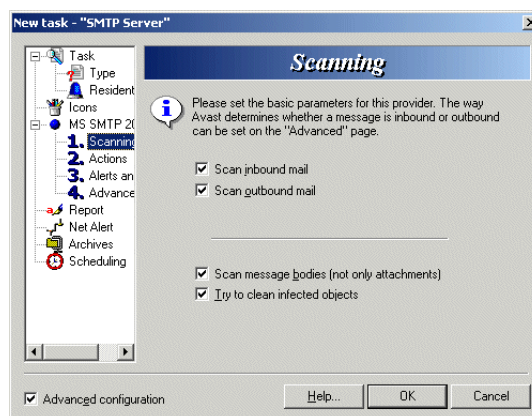 New task - "SMTP Server"
Task
Type
Resident
Icons
MS SMTP 20
1. Scanning
2. Actions
3. Alerts an
4. Advance
Report
Net Alert
Archives
Scheduling
Scanning
Please set the basic parameters for this provider. The way
Avast determines whether a message is inbound or outbound
can be set on the "Advanced" page.
Scan inbound mail
Scan outbound mail
Scan message bodies (not only attachments)
Try to clean infected objects
Advanced configuration
Help...
OK
Cancel